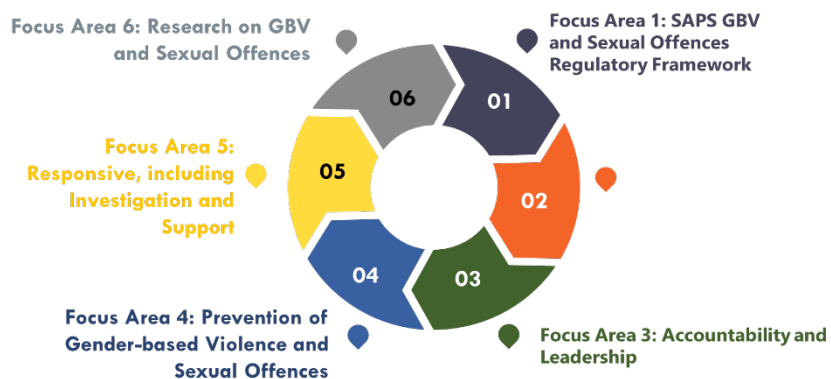 Focus Area 6: Research on GBV
and Sexual Offences
Focus Area 1: SAPS GBV
and Sexual Offences
Regulatory Framework
06
01
Focus Area 5:
Responsive, including
Investigation and
Support
05
02
04
03
Focus Area 4: Prevention of
Gender-based Violence and
Sexual Offences
Focus Area 3: Accountability and
Leadership